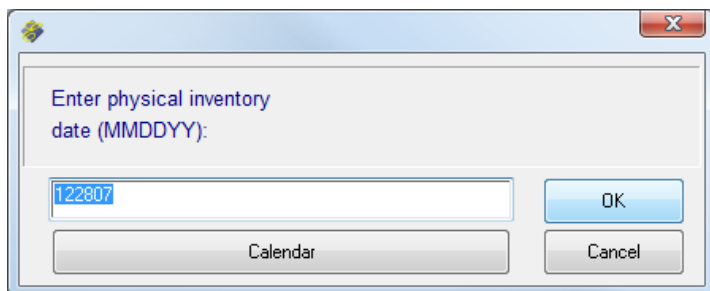 Enter physical inventory
date (MMDDYY):
122807
OK
Calendar
Cancel